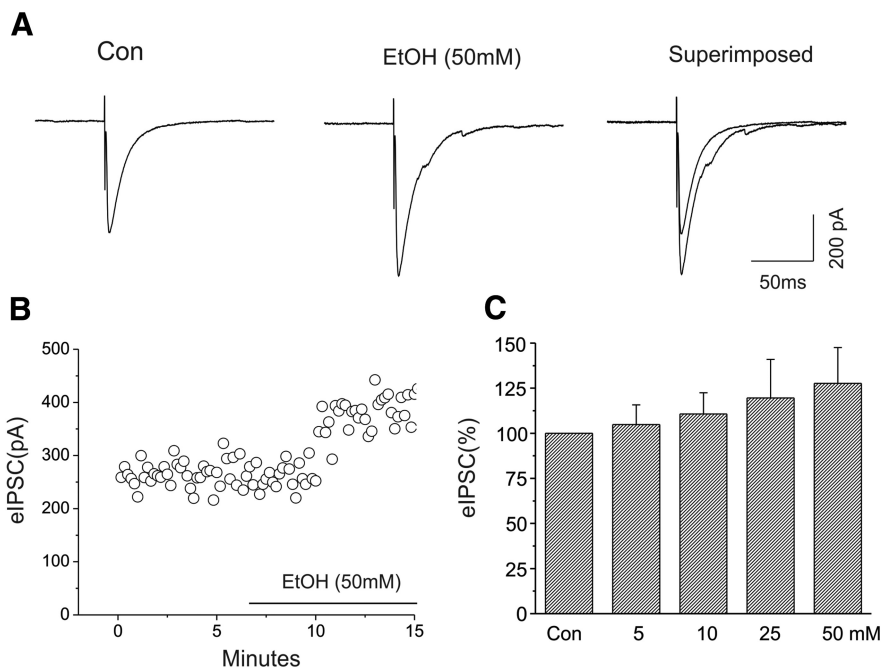 A
Con
EtOH (50mM)
Superimposed
200 pA
50ms
B
500
400
300
200
100
0
eIPSC(pA)
EtOH (50mM)
0
5
10
15
Minutes
C
150
125
100
75
50
25
0
eIPSC(%)
Con
5
10
25
50 mM